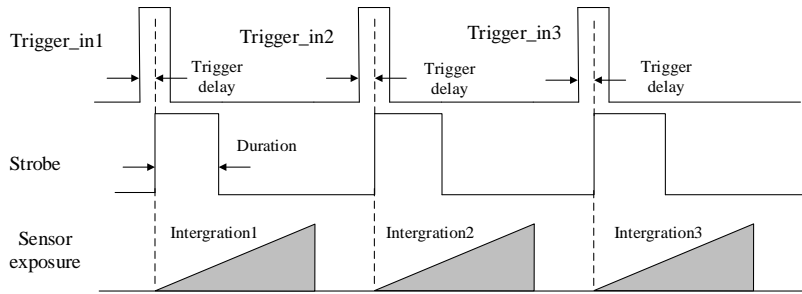 Trigger_in1
Trigger_in2
Trigger_in3
Trigger
delay
Trigger
delay
Trigger
delay
Strobe
Duration
Sensor
exposure
Intergration1
Intergration2
Intergration3